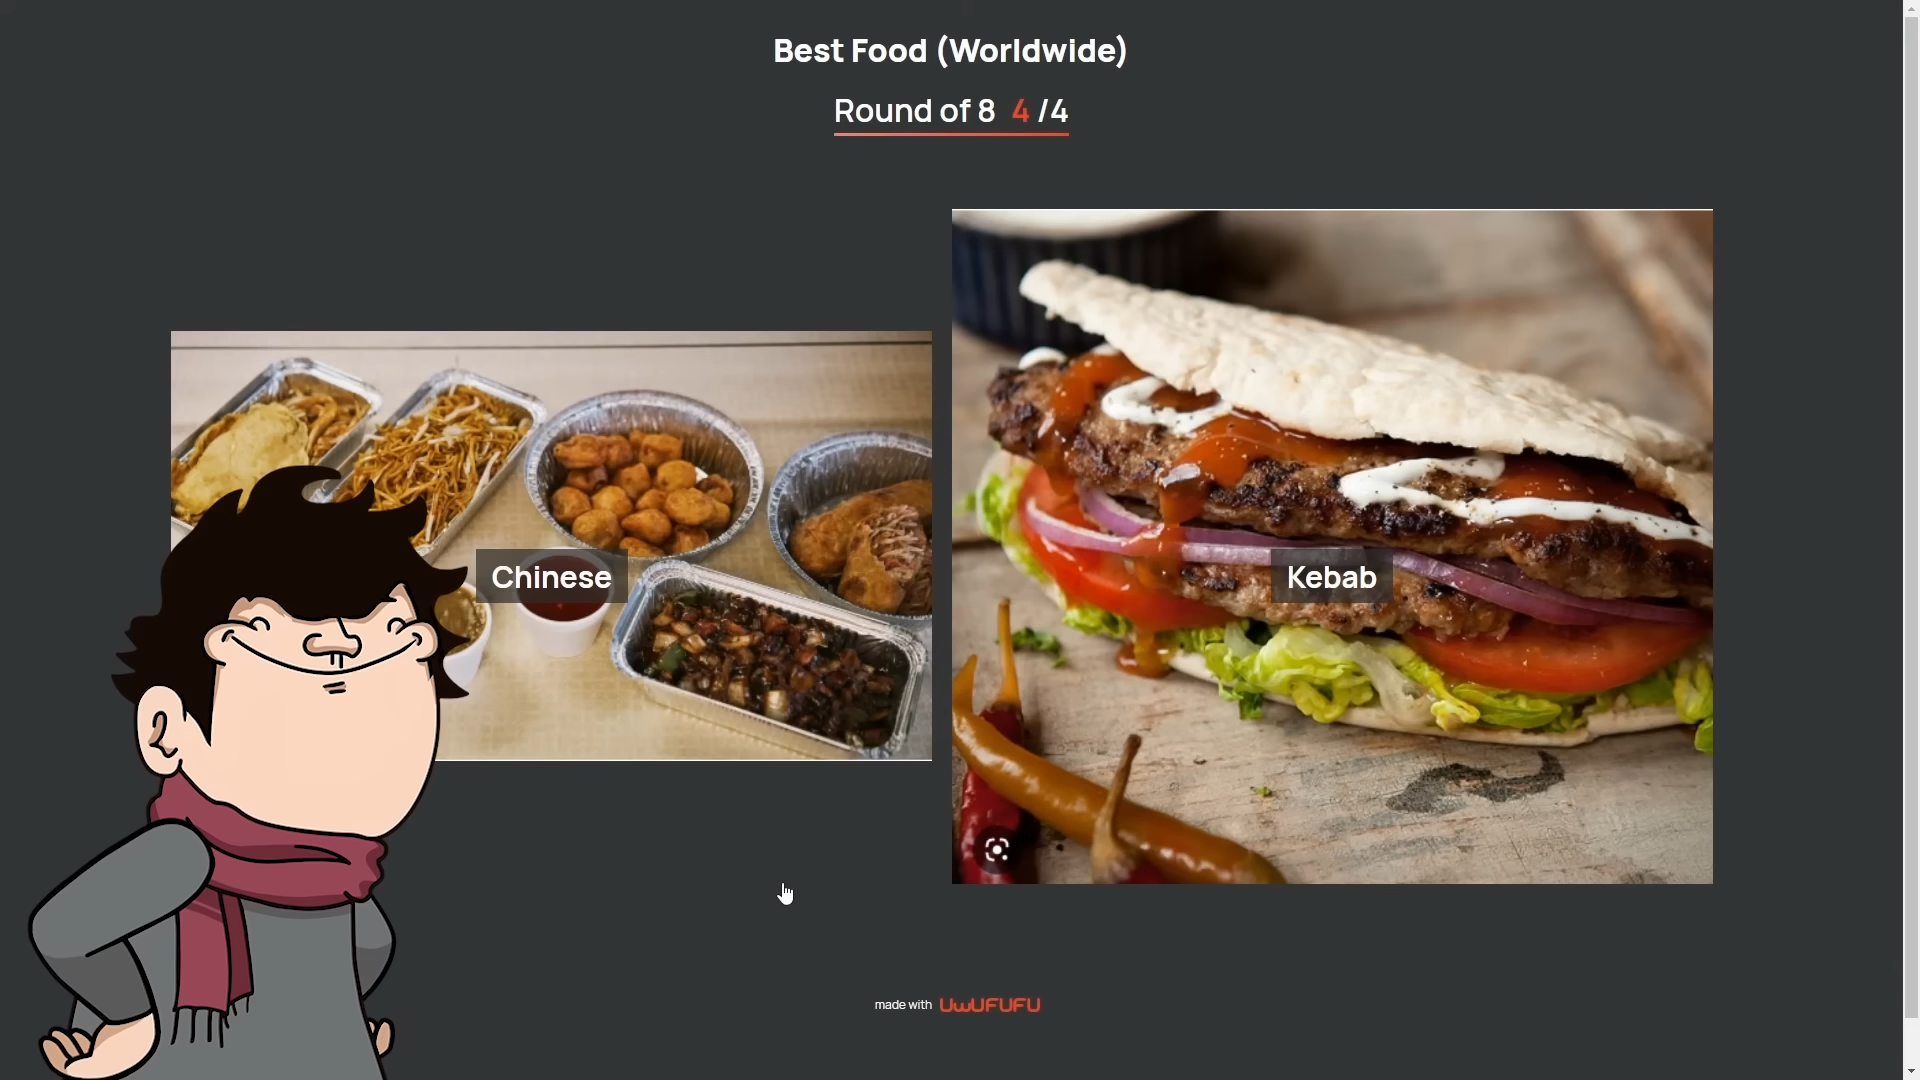 Best Food (Worldwide)
Round of 8 4 /4
Chinese
Kebab
made with UwUFUFU